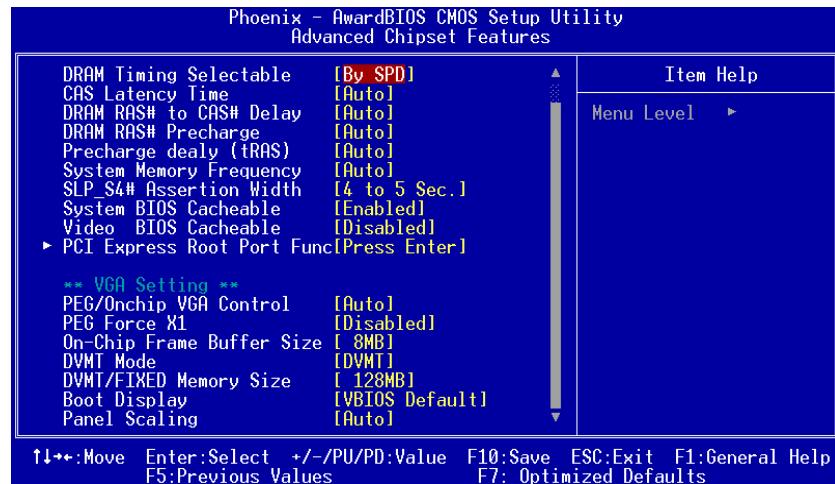 Phoenix - AwardBIOS CMOS Setup Utility
Advanced Chipset Features
DRAM Timing Selectable [By SPD]
CAS Latency Time [Auto]
DRAM RAS# to CAS# Delay [Auto]
DRAM RAS# Precharge [Auto]
Precharge dealy (tRAS) [Auto]
System Memory Frequency [Auto]
SLP_S4# Assertion Width [4 to 5 Sec.]
System BIOS Cacheable [Enabled]
Video BIOS Cacheable [Disabled]
► PCI Express Root Port Func[Press Enter]
** VGA Setting **
PEG/Onchip VGA Control [Auto]
PEG Force X1 [Disabled]
On-Chip Frame Buffer Size [ 8MB]
DVMT Mode [DVMT]
DVMT/FIXED Memory Size [ 128MB]
Boot Display [VBIOS Default]
Panel Scaling [Auto]
Item Help
Menu Level ►
↑↓→←:Move Enter:Select +/-/PU/PD:Value F10:Save ESC:Exit F1:General Help
F5:Previous Values F7: Optimized Defaults